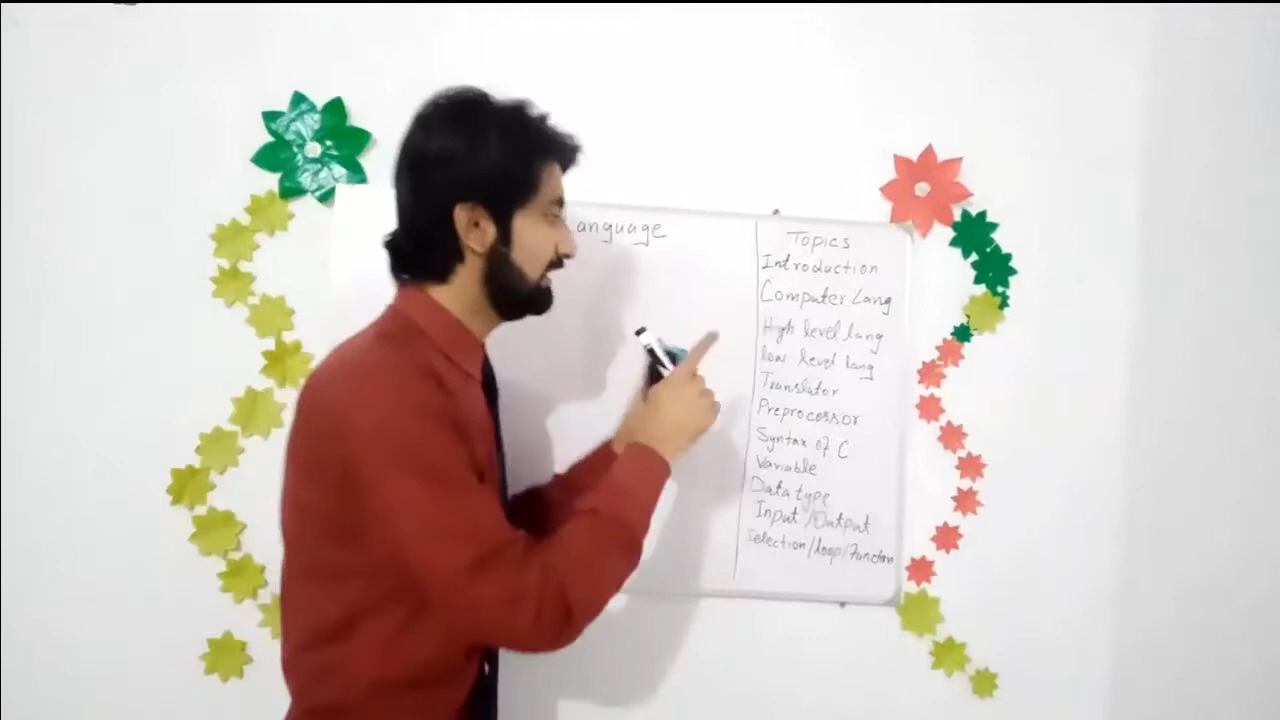 anguage
Topics
Introduction
Computer Lang
High level lang
low level lang
Translator
Preprocessor
Syntax of C
Variable
Data type
Input /Output
Selection/loop/Function